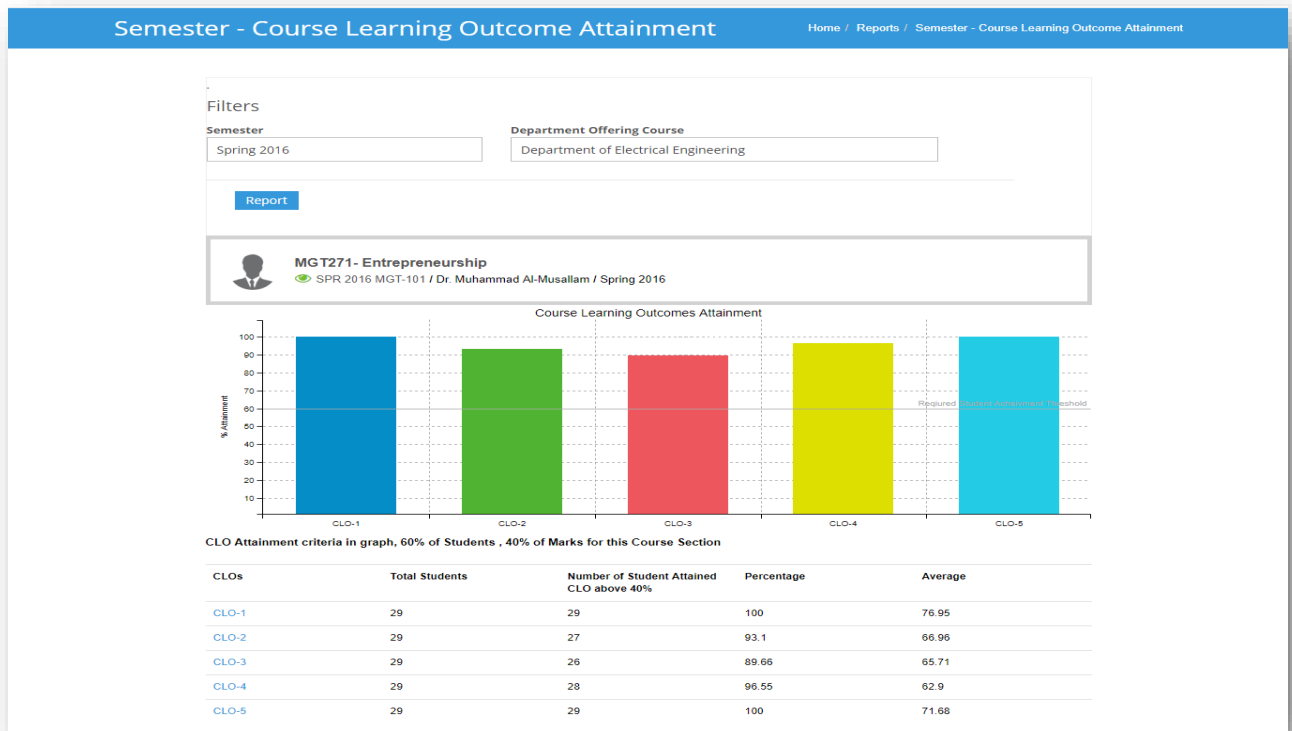 Semester - Course Learning Outcome Attainment
Home / Reports / Semester - Course Learning Outcome Attainment
Filters
Semester
Department Offering Course
Spring 2016
Department of Electrical Engineering
Report
MGT271- Entrepreneurship
SPR 2016 MGT-101 / Dr. Muhammad Al-Musallam / Spring 2016
Course Learning Outcomes Attainment
% Attainment
100
90
80
70
60
50
40
30
20
10
Required Student Attainment Threshold
CLO-1 CLO-2 CLO-3 CLO-4 CLO-5
CLO Attainment criteria in graph, 60% of Students , 40% of Marks for this Course Section
CLOs Total Students Number of Student Attained Percentage Average
CLO above 40%
CLO-1 29 29 100 76.95
CLO-2 29 27 93.1 66.96
CLO-3 29 26 89.66 65.71
CLO-4 29 28 96.55 62.9
CLO-5 29 29 100 71.68